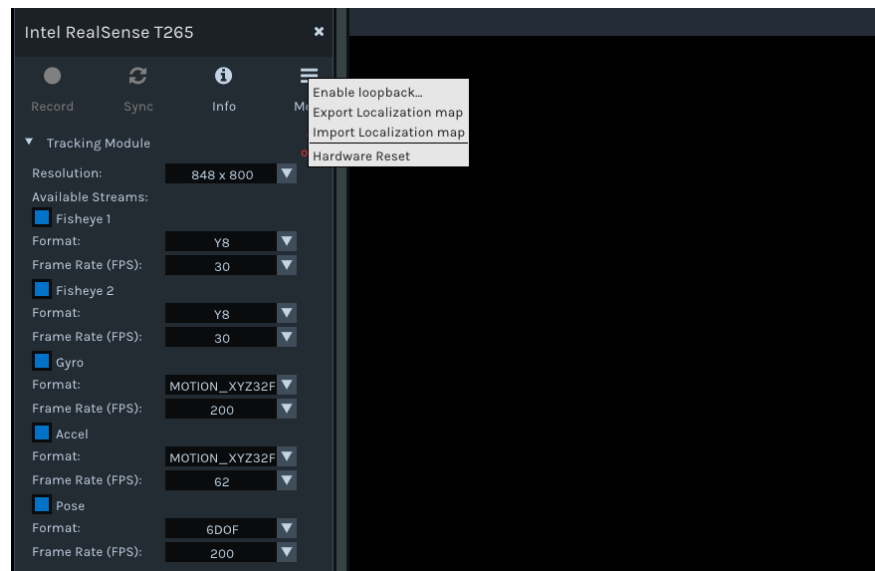 Intel RealSense T265
Record Sync Info
Enable loopback...
Export Localization map
Import Localization map
Hardware Reset
Tracking Module
Resolution: 848 x 800
Available Streams:
Fisheye 1
Format: Y8
Frame Rate (FPS): 30
Fisheye 2
Format: Y8
Frame Rate (FPS): 30
Gyro
Format: MOTION_XYZ32F
Frame Rate (FPS): 200
Accel
Format: MOTION_XYZ32F
Frame Rate (FPS): 62
Pose
Format: 6DOF
Frame Rate (FPS): 200